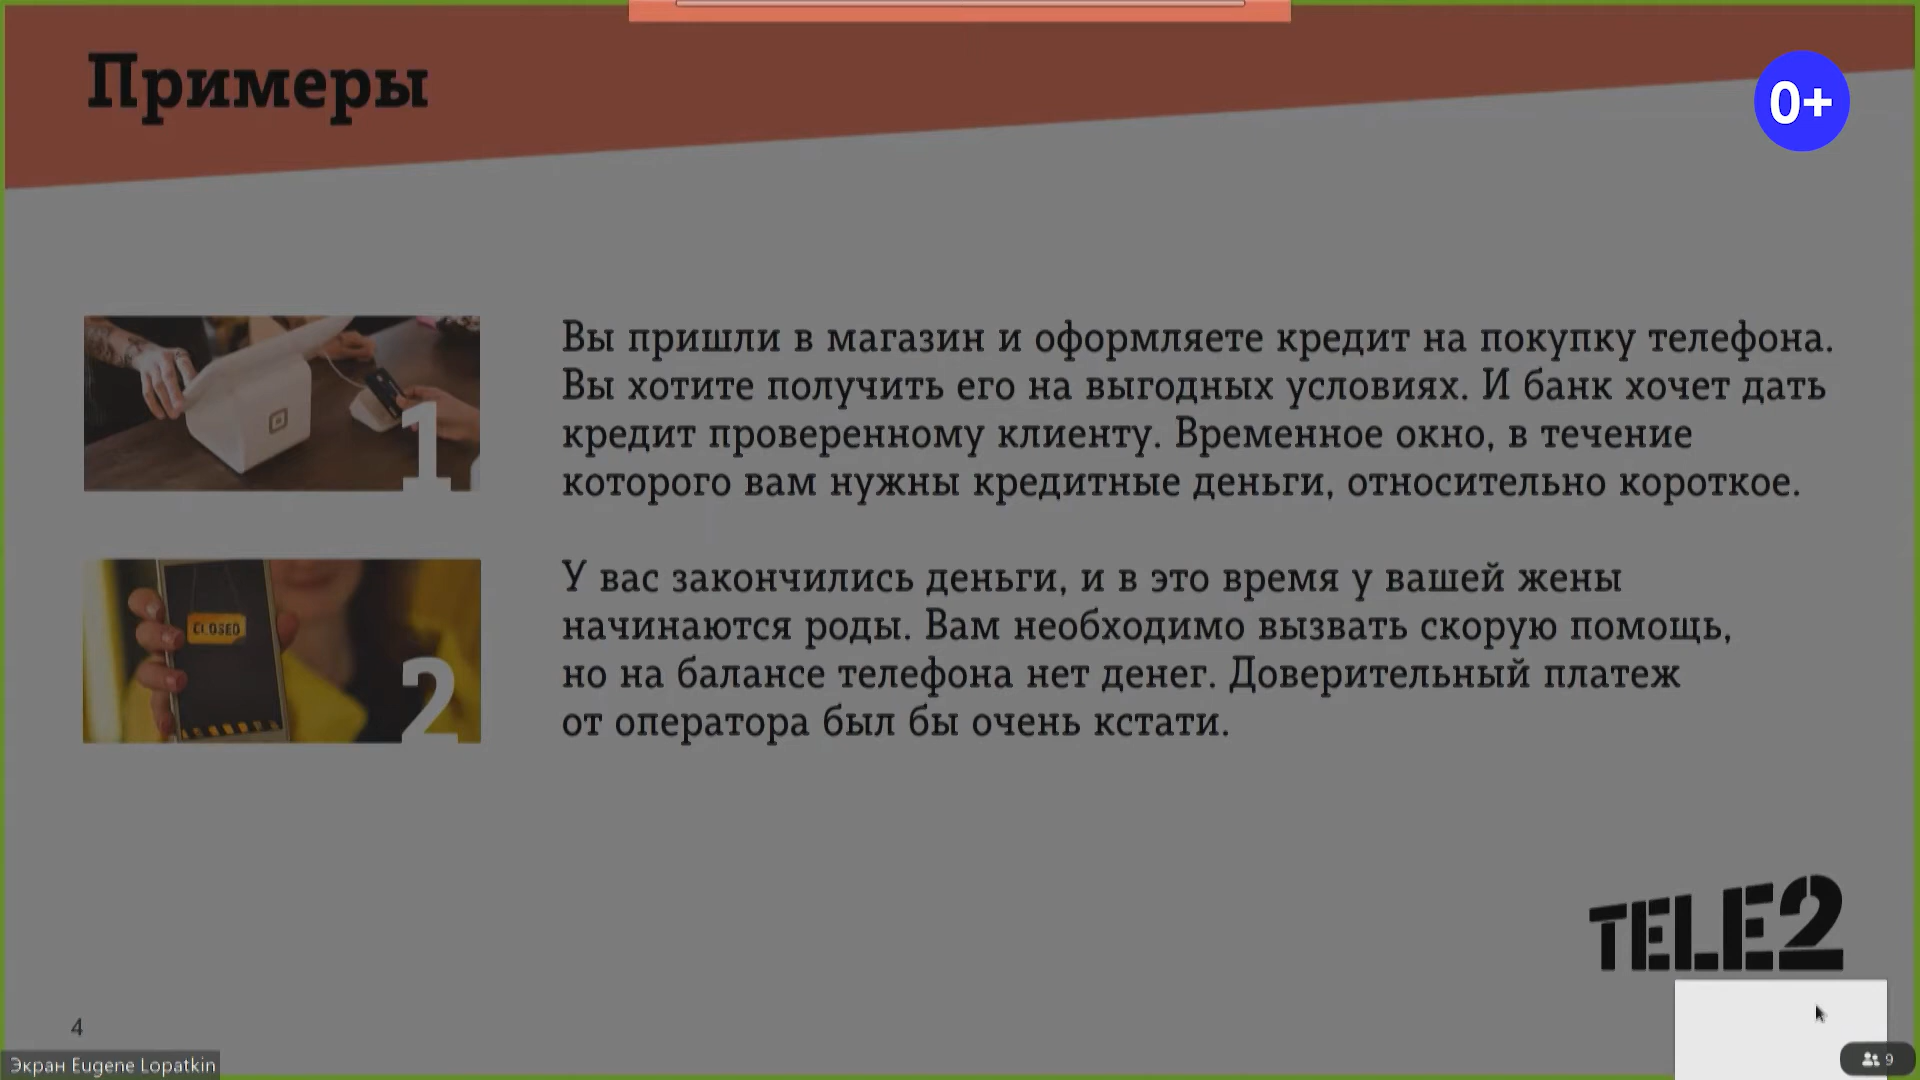 Примеры
0+
1
Вы пришли в магазин и оформляете кредит на покупку телефона.
Вы хотите получить его на выгодных условиях. И банк хочет дать
кредит проверенному клиенту. Временное окно, в течение
которого вам нужны кредитные деньги, относительно короткое.
CLOSED
2
У вас закончились деньги, и в это время у вашей жены
начинаются роды. Вам необходимо вызвать скорую помощь,
но на балансе телефона нет денег. Доверительный платеж
от оператора был бы очень кстати.
TELE2
4
Экран Eugene Lopatkin
9